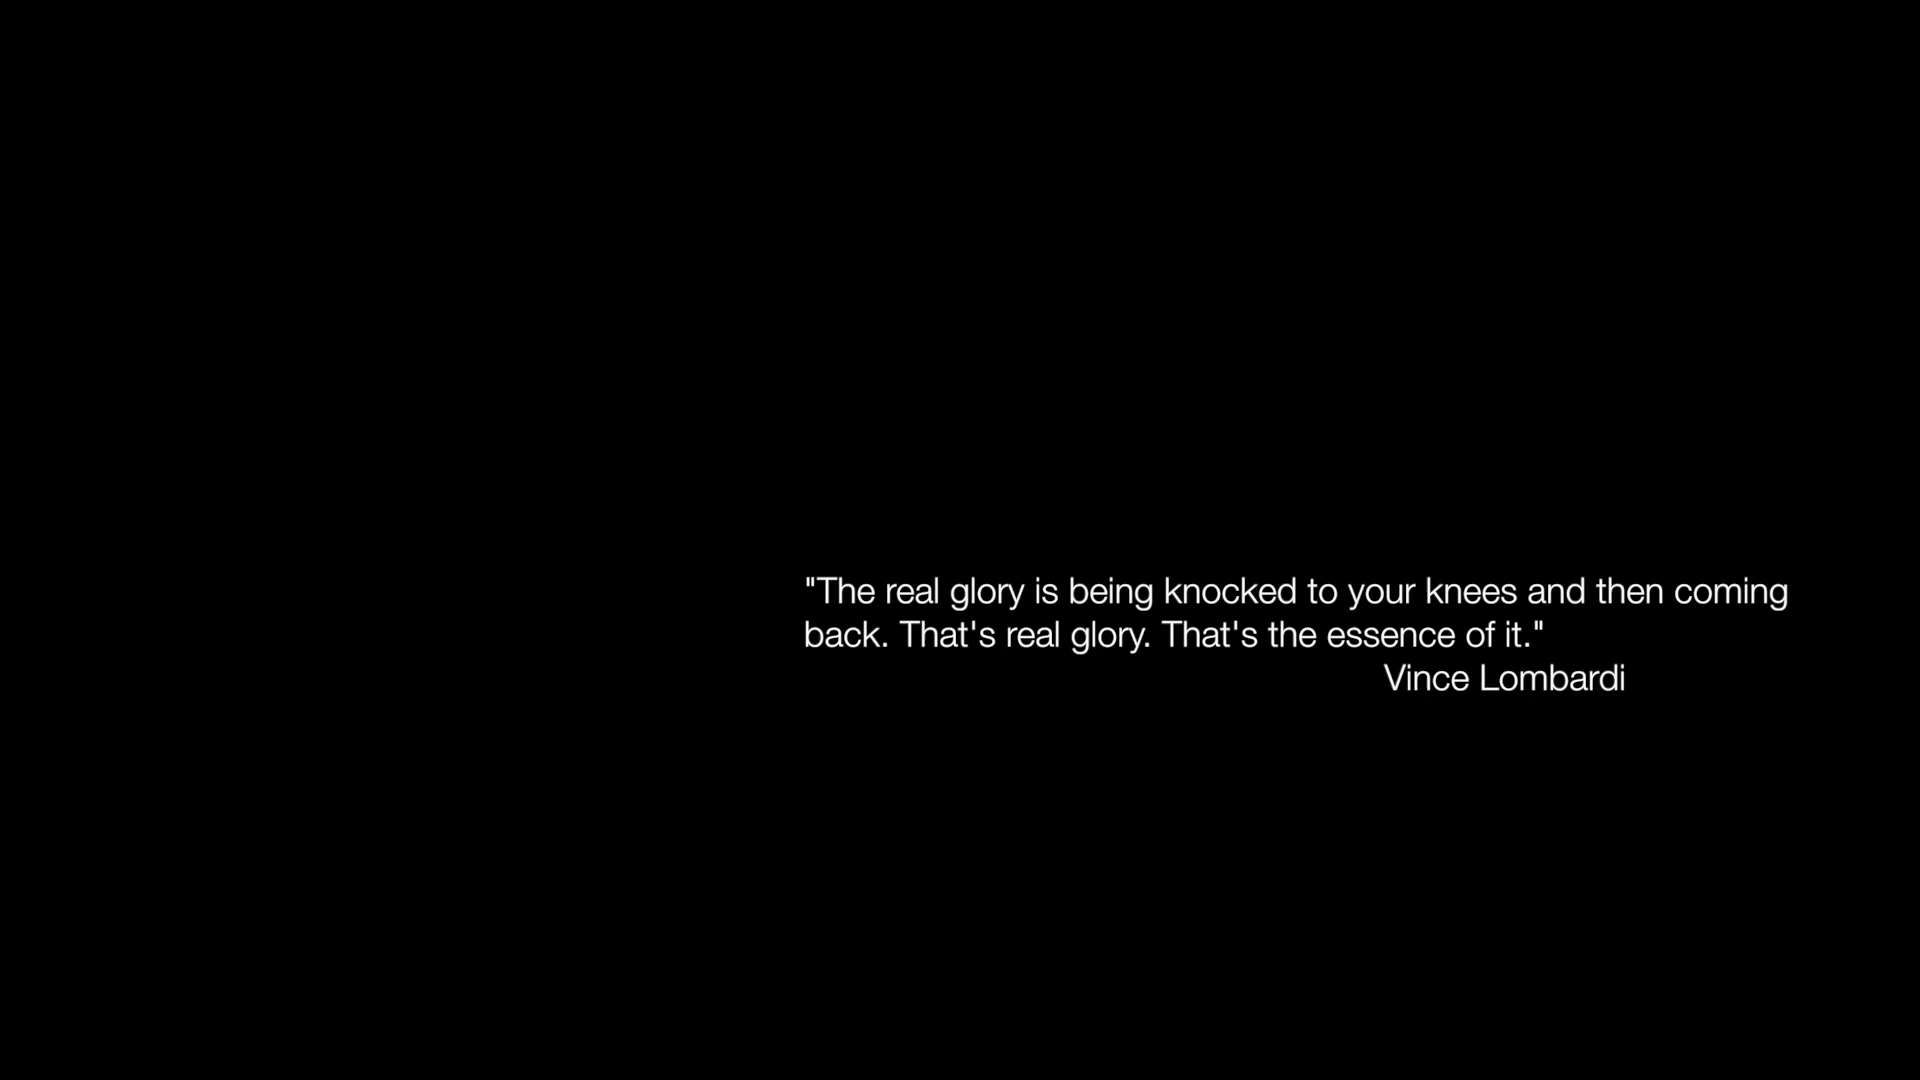 "The real glory is being knocked to your knees and then coming
back. That's real glory. That's the essence of it."
Vince Lombardi